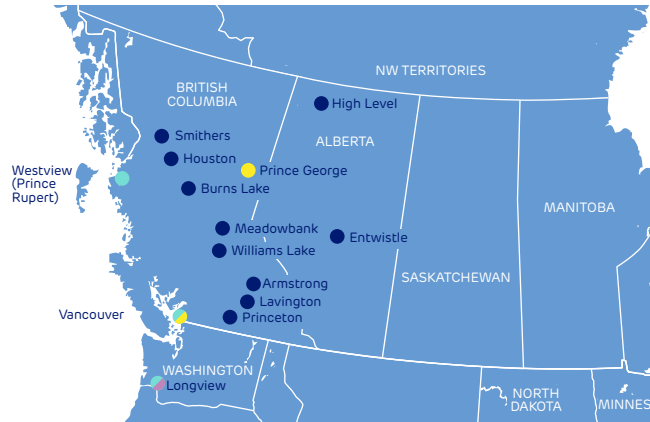 NW TERRITORIES
BRITISH
COLUMBIA
High Level
ALBERTA
Smithers
Houston
Prince George
Westview
(Prince
Rupert)
Burns Lake
MANITOBA
Meadowbank
Entwistle
Williams Lake
SASKATCHEWAN
Armstrong
Lavington
Vancouver
Princeton
WASHINGTON
Longview
NORTH
DAKOTA
MINNES